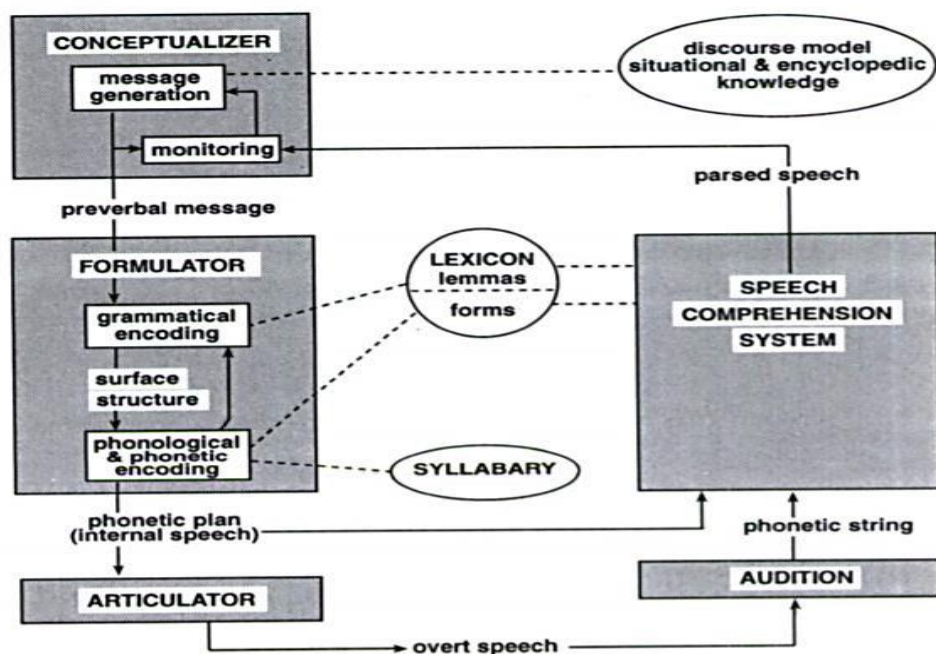 CONCEPTUALIZER
message
generation
monitoring
discourse model
situational & encyclopedic
knowledge
parsed speech
preverbal message
FORMULATOR
grammatical
encoding
surface
structure
phonological
& phonetic
encoding
LEXICON
lemmas
forms
SYLLABARY
SPEECH
COMPREHENSION
SYSTEM
phonetic plan
(internal speech)
phonetic string
ARTICULATOR
AUDITION
overt speech